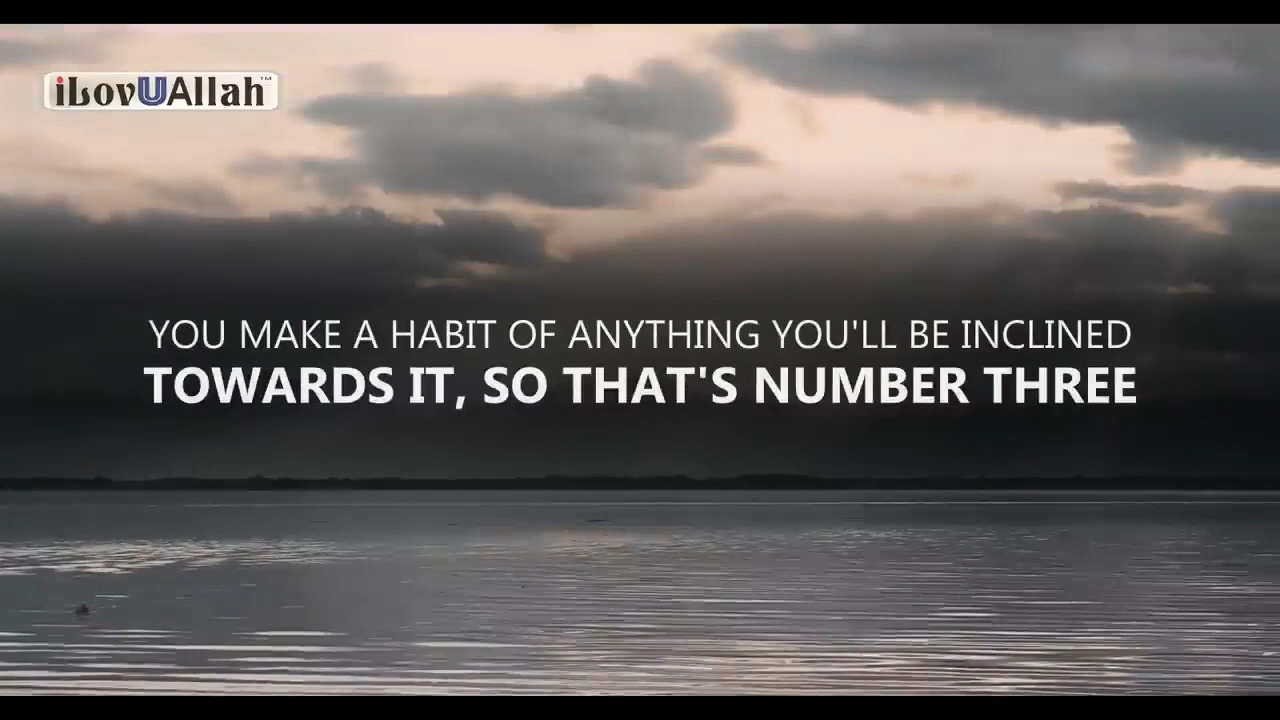 iLovUAllah™
YOU MAKE A HABIT OF ANYTHING YOU'LL BE INCLINED
TOWARDS IT, SO THAT'S NUMBER THREE